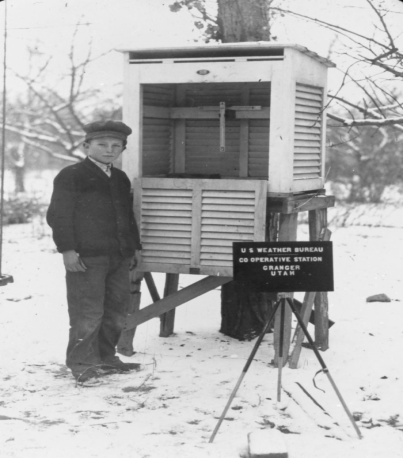 U S WEATHER BUREAU
CO OPERATIVE STATION
GRANGER
UTAH